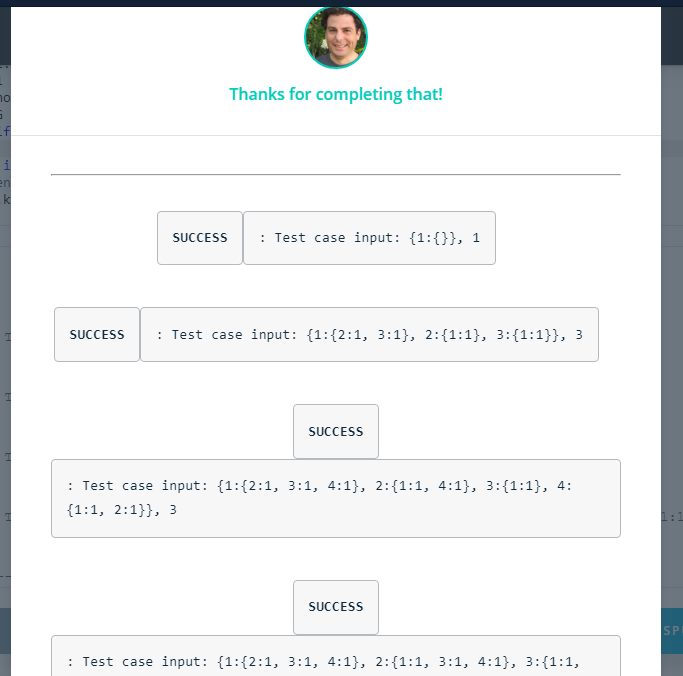 Thanks for completing that!
SUCCESS : Test case input: {1:{}}, 1
SUCCESS : Test case input: {1:{2:1, 3:1}, 2:{1:1}, 3:{1:1}}, 3
SUCCESS
: Test case input: {1:{2:1, 3:1, 4:1}, 2:{1:1, 4:1}, 3:{1:1}, 4:
{1:1, 2:1}}, 3
SUCCESS
: Test case input: {1:{2:1, 3:1, 4:1}, 2:{1:1, 3:1, 4:1}, 3:{1:1,